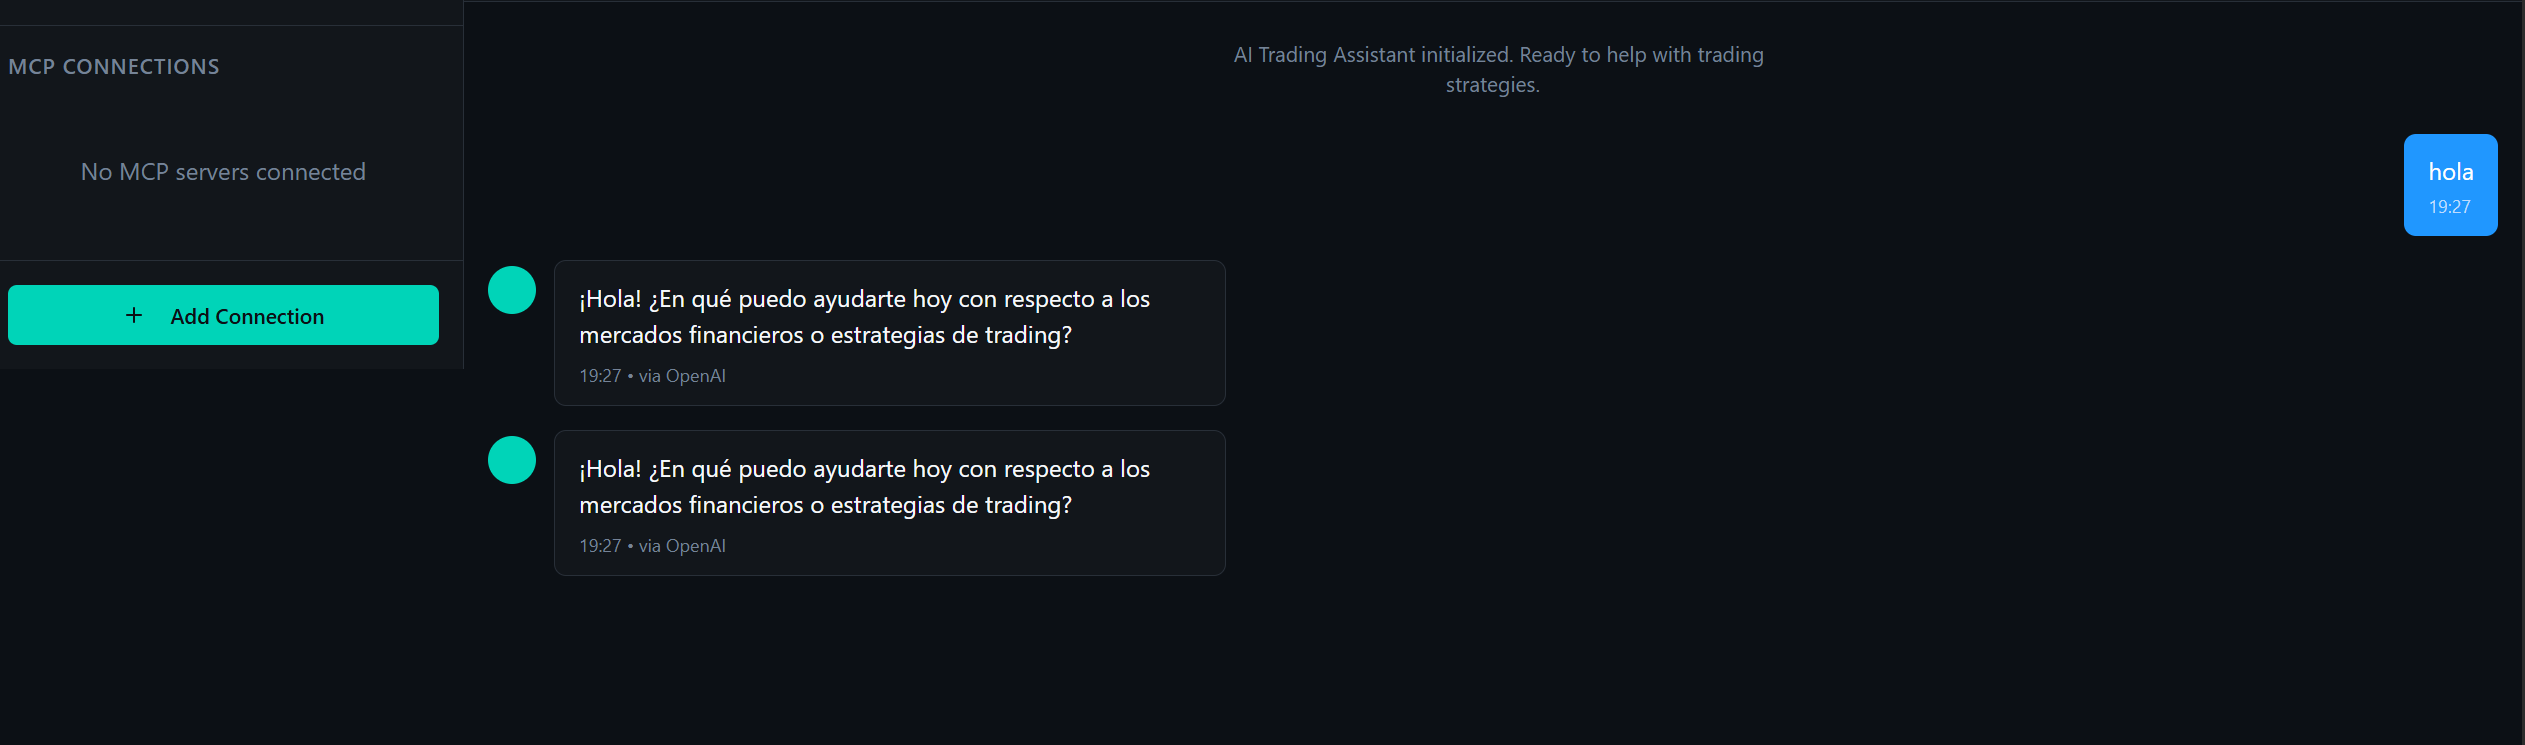 MCP CONNECTIONS
No MCP servers connected
+ Add Connection
AI Trading Assistant initialized. Ready to help with trading
strategies.
hola
19:27
¡Hola! ¿En qué puedo ayudarte hoy con respecto a los
mercados financieros o estrategias de trading?
19:27 • via OpenAI
¡Hola! ¿En qué puedo ayudarte hoy con respecto a los
mercados financieros o estrategias de trading?
19:27 • via OpenAI